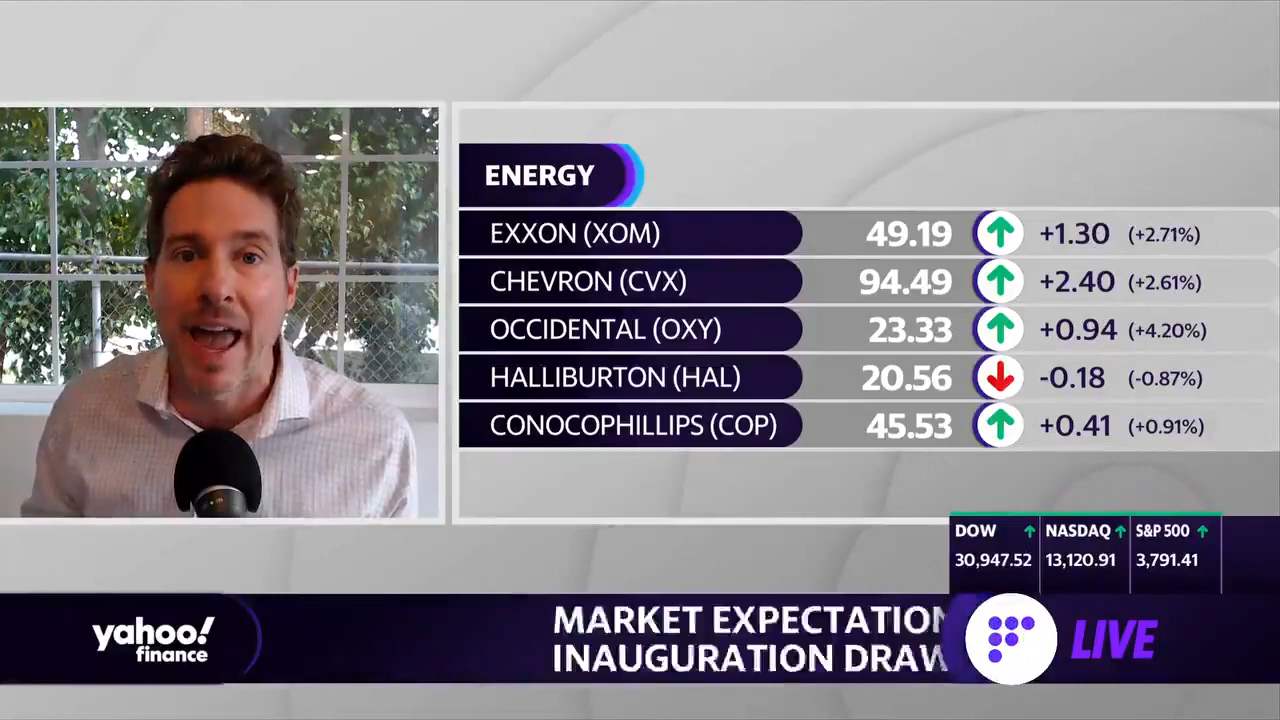 ENERGY
EXXON (XOM) 49.19 +1.30 (+2.71%)
CHEVRON (CVX) 94.49 +2.40 (+2.61%)
OCCIDENTAL (OXY) 23.33 +0.94 (+4.20%)
HALLIBURTON (HAL) 20.56 -0.18 (-0.87%)
CONOCOPHILLIPS (COP) 45.53 +0.41 (+0.91%)
DOW NASDAQ S&P 500
30,947.52 13,120.91 3,791.41
yahoo!
finance
MARKET EXPECTATION
INAUGURATION DRAW
LIVE